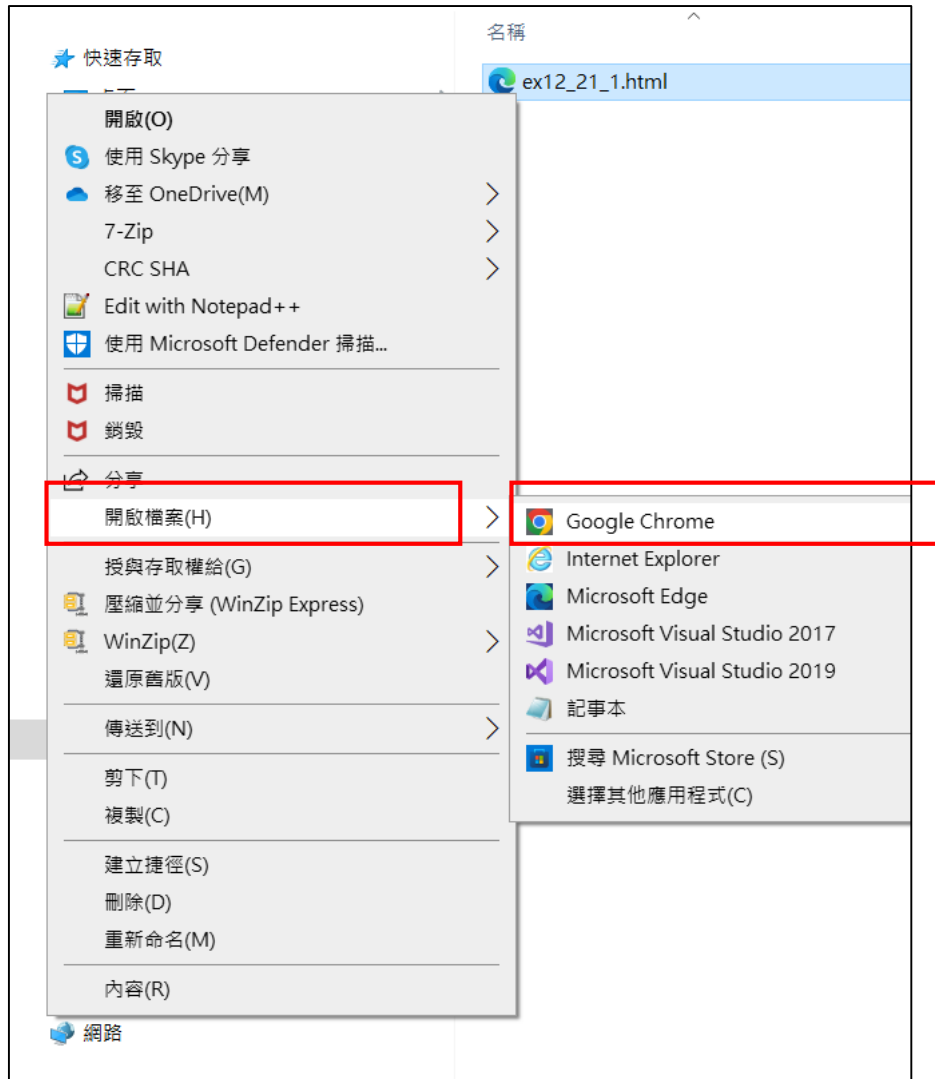 名稱
快速存取
ex12_21_1.html
開啟(O)
使用 Skype 分享
移至 OneDrive(M)
7-Zip
CRC SHA
Edit with Notepad++
使用 Microsoft Defender 掃描...
掃描
銷毀
分享
開啟檔案(H)
Google Chrome
Internet Explorer
Microsoft Edge
Microsoft Visual Studio 2017
Microsoft Visual Studio 2019
記事本
搜尋 Microsoft Store (S)
選擇其他應用程式(C)
授與存取權給(G)
壓縮並分享 (WinZip Express)
WinZip(Z)
還原舊版(V)
傳送到(N)
剪下(T)
複製(C)
建立捷徑(S)
刪除(D)
重新命名(M)
內容(R)
網路